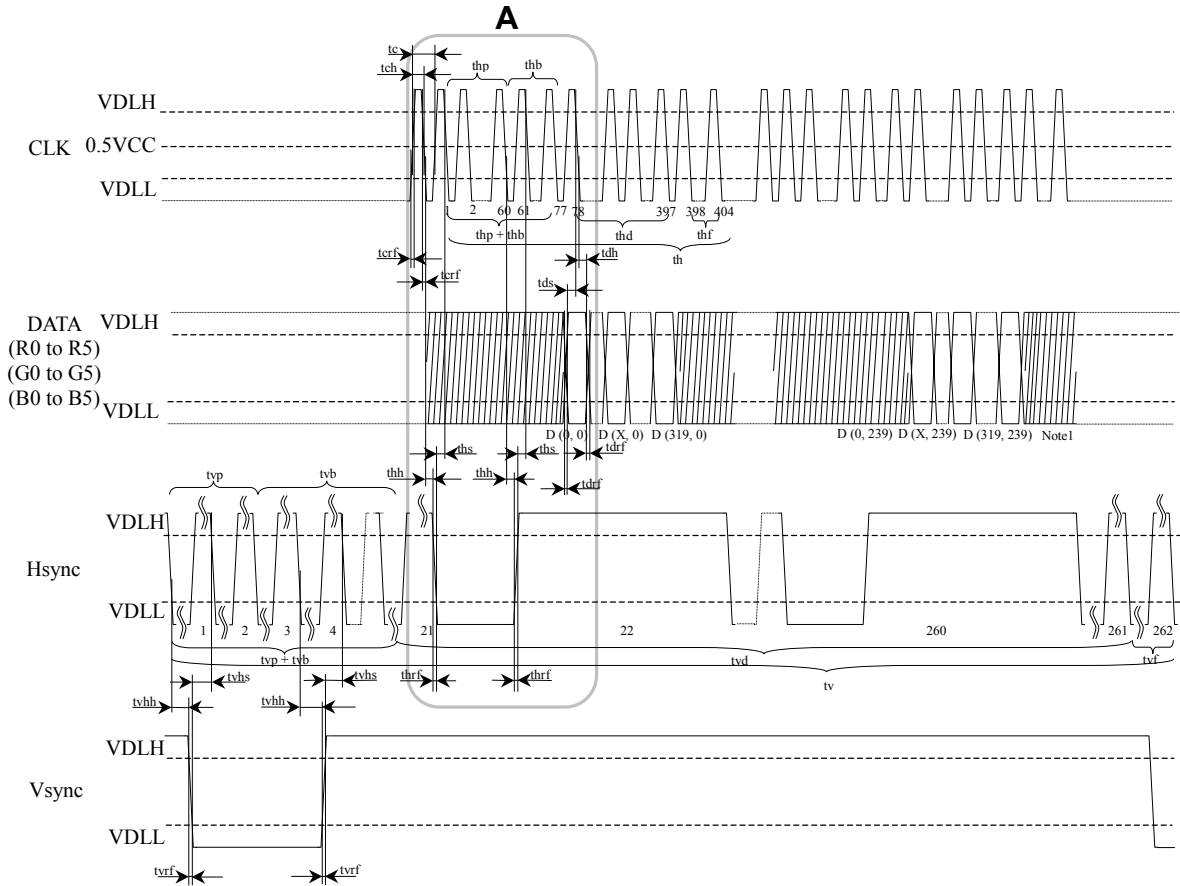 A
tc
tch
thp thb
VDLH
CLK 0.5VCC
VDLL
1 2 60 61 77 78 397 398 404
thp + thb thd thf
th
tcrf
tcrf
tdh
tds
DATA
(R0 to R5)
(G0 to G5)
(B0 to B5)
VDLH
VDLL
D (0, 0) D (X, 0) D (319, 0) D (0, 239) D (X, 239) D (319, 239) Note1
ths ths tdrf
thh thh tdrf
tvp tvb
VDLH
Hsync
VDLL
1 2 3 4 21 22 260 261 262
tvp + tvb tvd tvf
tv
tvhs tvhs thrf thrf
tvhh tvhh
VDLH
Vsync
VDLL
tvrf tvrf